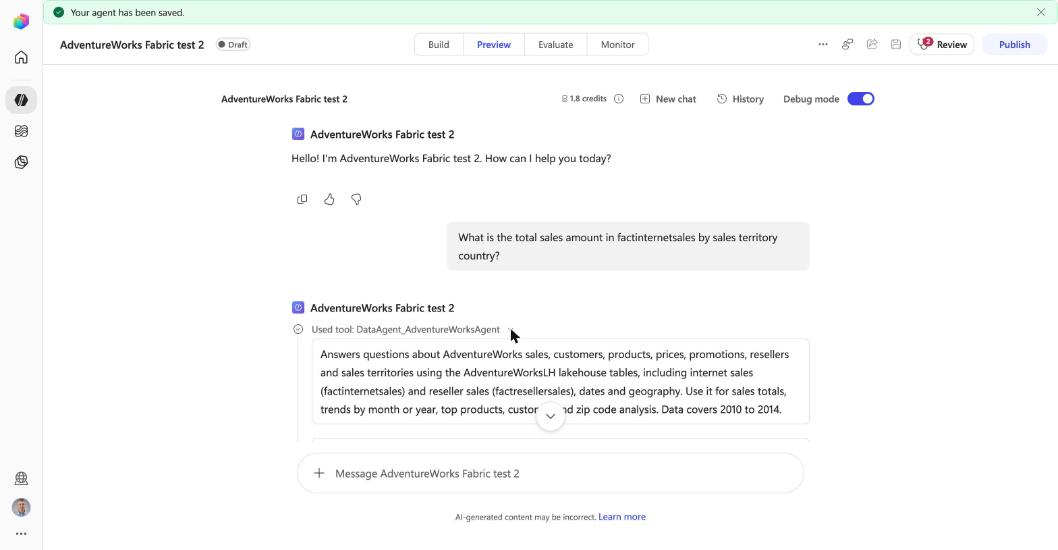 Your agent has been saved.
AdventureWorks Fabric test 2
Draft
Build
Preview
Evaluate
Monitor
2
Review
Publish
AdventureWorks Fabric test 2
1.8 credits
New chat
History
Debug mode
AdventureWorks Fabric test 2
Hello! I'm AdventureWorks Fabric test 2. How can I help you today?
What is the total sales amount in factinternetsales by sales territory
country?
AdventureWorks Fabric test 2
Used tool: DataAgent_AdventureWorksAgent
Answers questions about AdventureWorks sales, customers, products, prices, promotions, resellers
and sales territories using the AdventureWorksLH lakehouse tables, including internet sales
(factinternetsales) and reseller sales (factresellersales), dates and geography. Use it for sales totals,
trends by month or year, top products, zip code analysis. Data covers 2010 to 2014.
Message AdventureWorks Fabric test 2
AI-generated content may be incorrect. Learn more